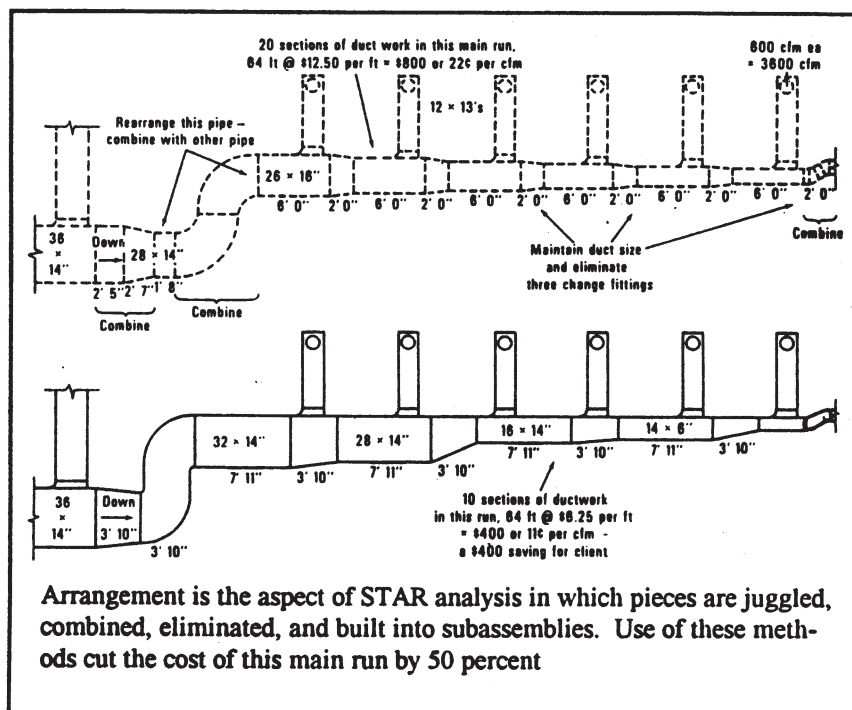 20 sections of duct work in this main run,
64 ft @ $12.50 per ft = $800 or 22¢ per cfm
600 cfm ea
= 3600 cfm
Rearrange this pipe –
combine with other pipe
12 × 13's
26 × 16"
36
×
14"
Down
28 × 14"
6' 0" 2' 0" 6' 0" 2' 0" 6' 0" 2' 0" 6' 0" 2' 0" 6' 0" 2' 0" 6' 0" 2' 0"
2' 5" 2' 7" 1' 8"
Combine
Combine
Maintain duct size
and eliminate
three change fittings
Combine
32 × 14"
28 × 14"
16 × 14"
14 × 6"
7' 11" 3' 10" 7' 11" 3' 10" 7' 11" 3' 10" 7' 11" 3' 10"
36
×
14"
Down
3' 10"
3' 10"
10 sections of ductwork
in this run, 64 ft @ $6.25 per ft
= $400 or 11¢ per cfm -
a $400 saving for client
Arrangement is the aspect of STAR analysis in which pieces are juggled,
combined, eliminated, and built into subassemblies. Use of these meth-
ods cut the cost of this main run by 50 percent